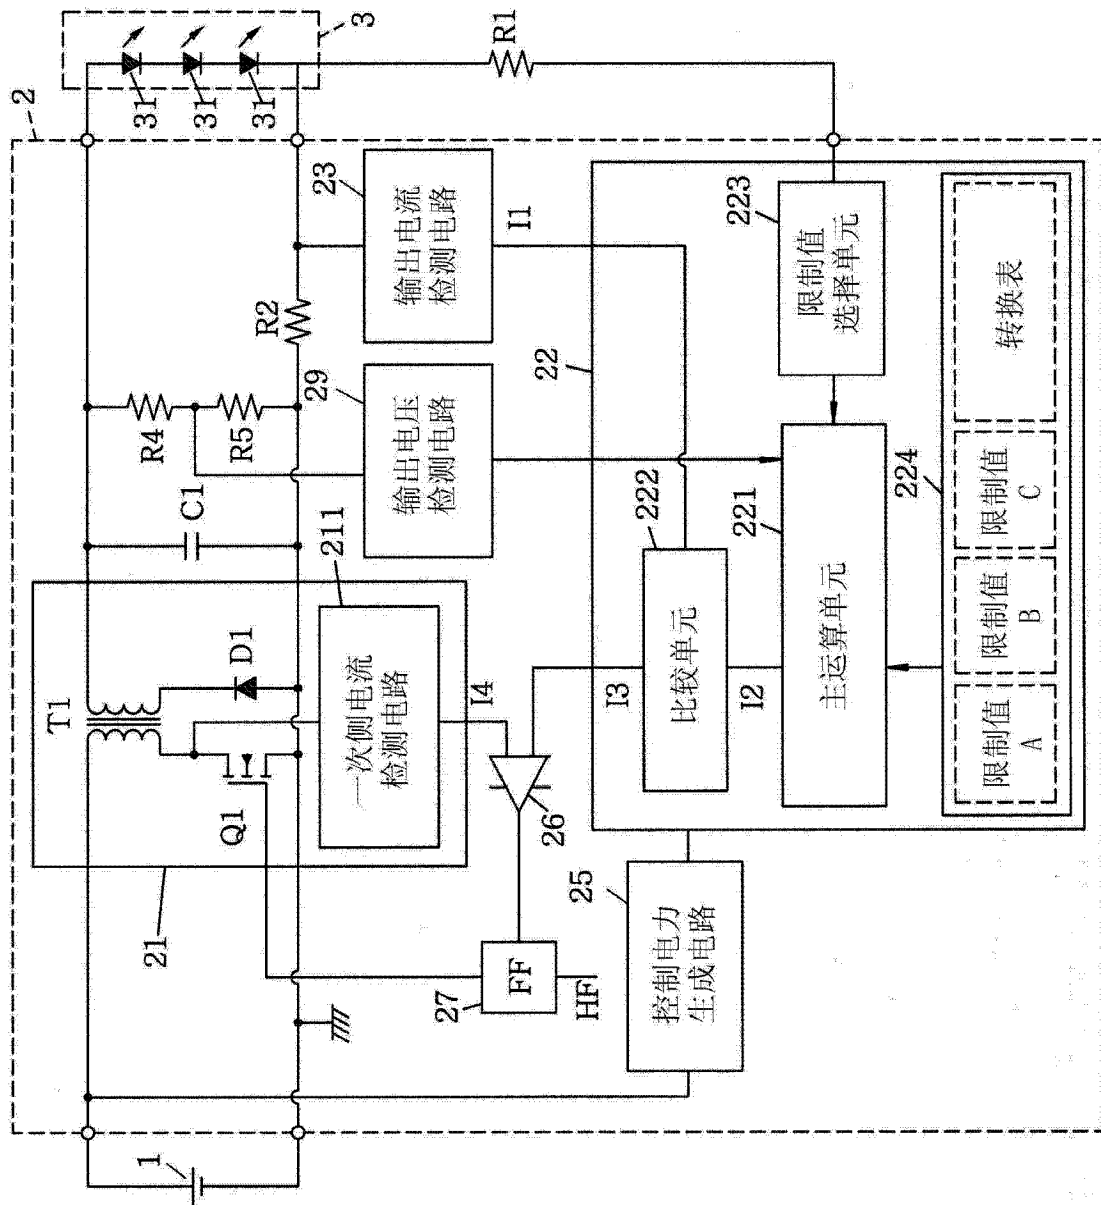 2
T1
1
21
R4
31
31
31
3
C1
Q1
D1
R5
R2
R1
211
一次侧电流
检测电路
29
输出电压
检测电路
23
输出电流
检测电路
27
FF
HF
I4
I1
26
22
25
控制电力
生成电路
I3
222
比较单元
I2
221
主运算单元
223
限制值
选择单元
224
限制值
A
限制值
B
限制值
C
转换表